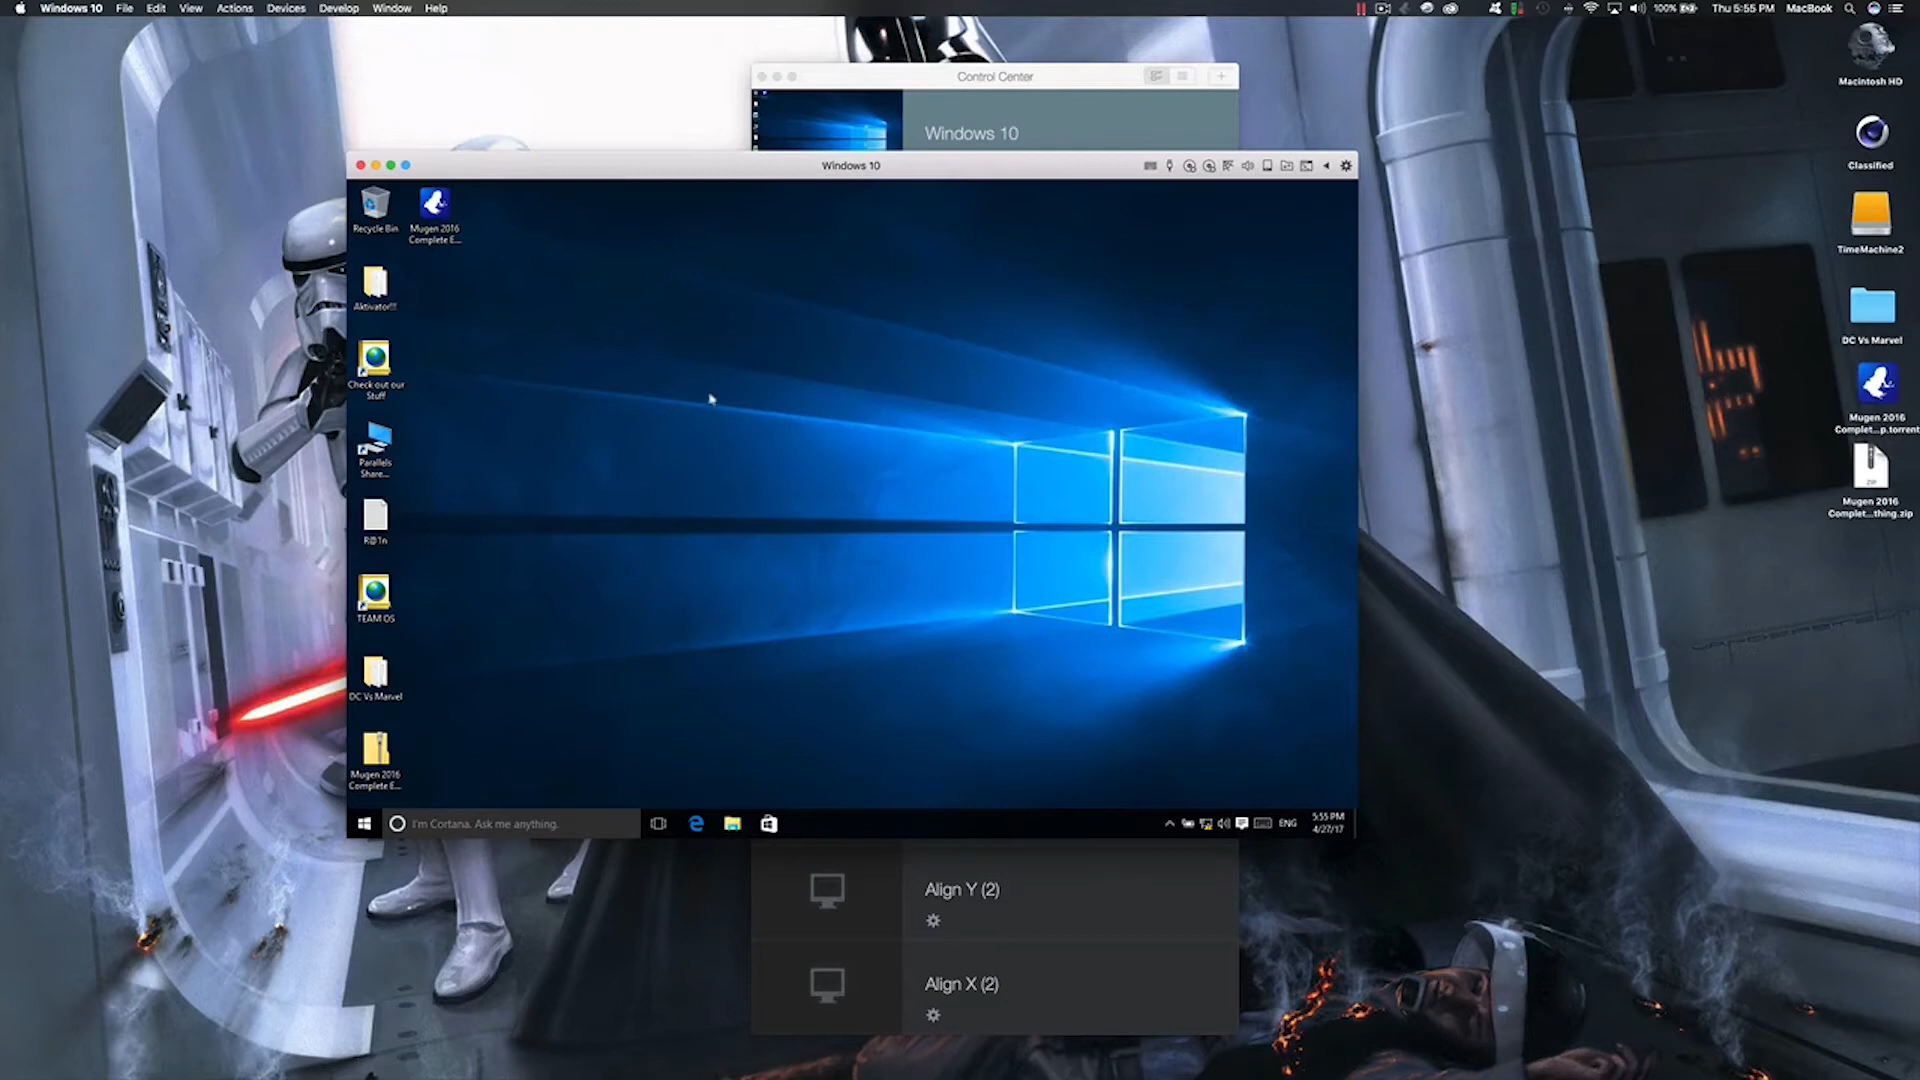 Windows 10 File Edit View Actions Devices Develop Window Help
100% Thu 5:55 PM MacBook
Control Center
Windows 10
Windows 10
Recycle Bin
Mugen 2016
Complete E...
Aktivator!!!
Check out our
Stuff
Parallels
Share...
R@1n
TEAM OS
DC Vs Marvel
Mugen 2016
Complete E...
I'm Cortana. Ask me anything.
ENG
5:55 PM
4/27/17
Align Y (2)
Align X (2)
Macintosh HD
Classified
TimeMachine2
DC Vs Marvel
Mugen 2016
Complet...p.torrent
ZIP
Mugen 2016
Complet...thing.zip